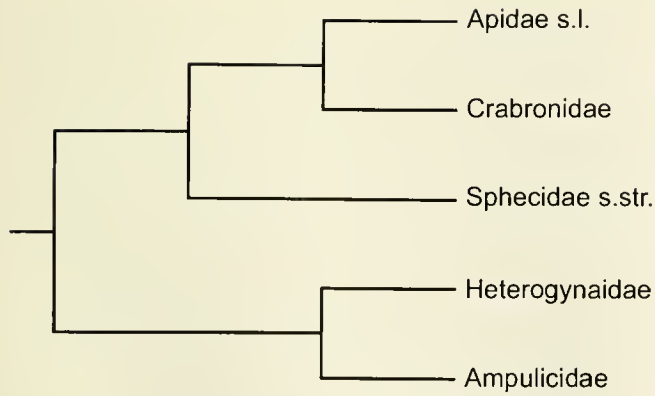 Apidae s.l.
Crabronidae
Sphecidae s.str.
Heterogynaidae
Ampulicidae